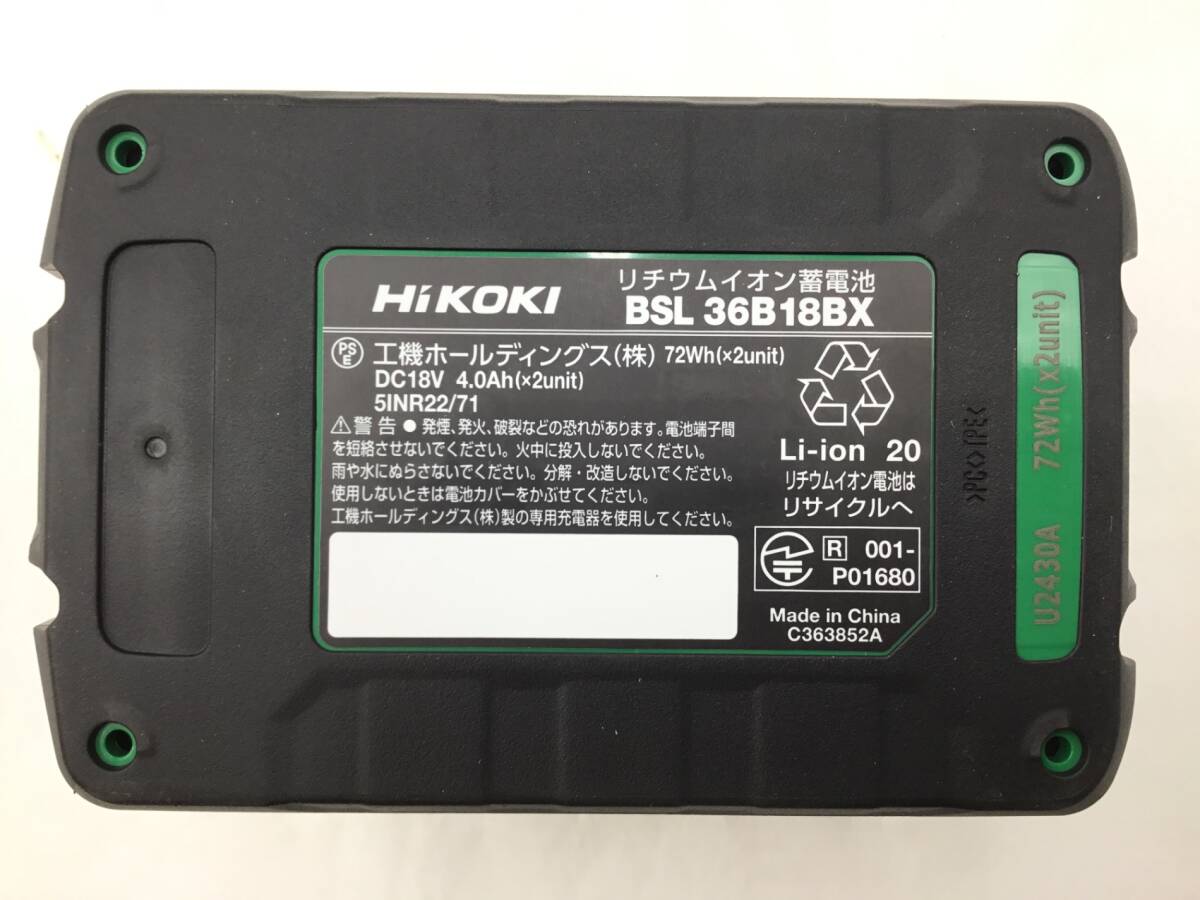 HiKOKI
リチウムイオン蓄電池
BSL 36B18BX
PSE 工機ホールディングス(株) 72Wh(×2unit)
DC18V 4.0Ah(×2unit)
5INR22/71
⚠警告 ● 発煙、発火、破裂などの恐れがあります。電池端子間
を短絡させないでください。火中に投入しないでください。
雨や水にぬらさないでください。分解・改造しないでください。
使用しないときは電池カバーをかぶせてください。
工機ホールディングス(株)製の専用充電器を使用してください。
Li-ion 20
リチウムイオン電池は
リサイクルへ
R 001-
P01680
Made in China
C363852A
>PC<>TPE<
U2430A 72Wh(x2unit)